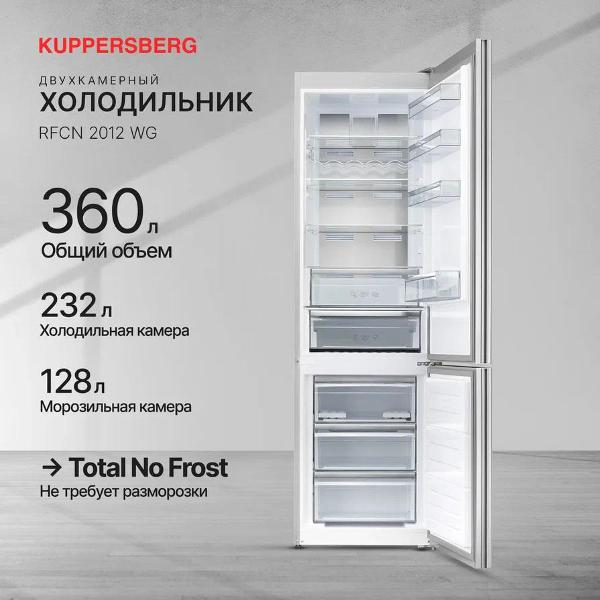 KUPPERSBERG
ДВУХКАМЕРНЫЙ
ХОЛОДИЛЬНИК
RFCN 2012 WG
360 л
Общий объем
232 л
Холодильная камера
128 л
Морозильная камера
→ Total No Frost
Не требует разморозки